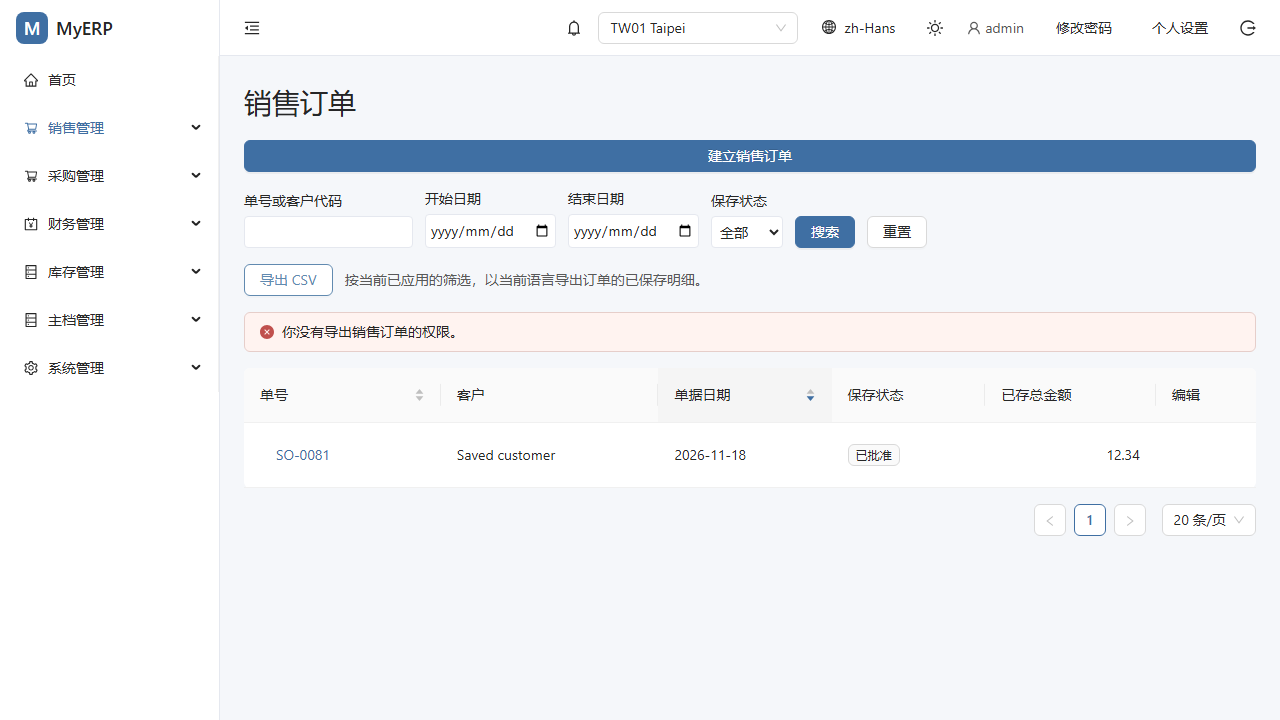 M MyERP
TW01 Taipei
zh-Hans
admin
修改密码
个人设置
首页
销售管理
采购管理
财务管理
库存管理
主档管理
系统管理
销售订单
建立销售订单
单号或客户代码
开始日期
结束日期
保存状态
yyyy/mm/dd
yyyy/mm/dd
全部
搜索
重置
导出 CSV
按当前已应用的筛选，以当前语言导出订单的已保存明细。
你没有导出销售订单的权限。
单号 客户 单据日期 保存状态 已存总金额 编辑
SO-0081 Saved customer 2026-11-18 已批准 12.34
1
20 条/页